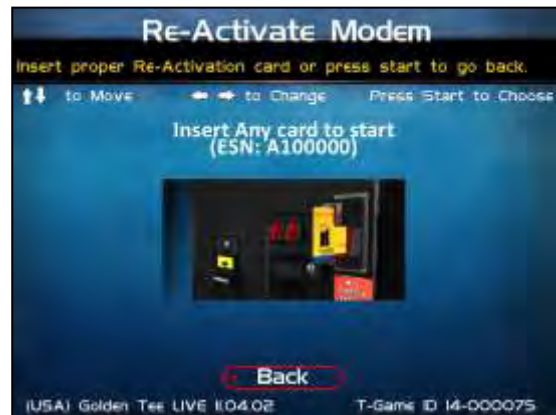 Re-Activate Modem
Insert proper Re-Activation card or press start to go back.
to Move to Change Press Start to Choose
Insert Any card to start
(ESN: A100000)
Back
(USA) Golden Tee LIVE 11.04.02 T-Game ID 14-000075